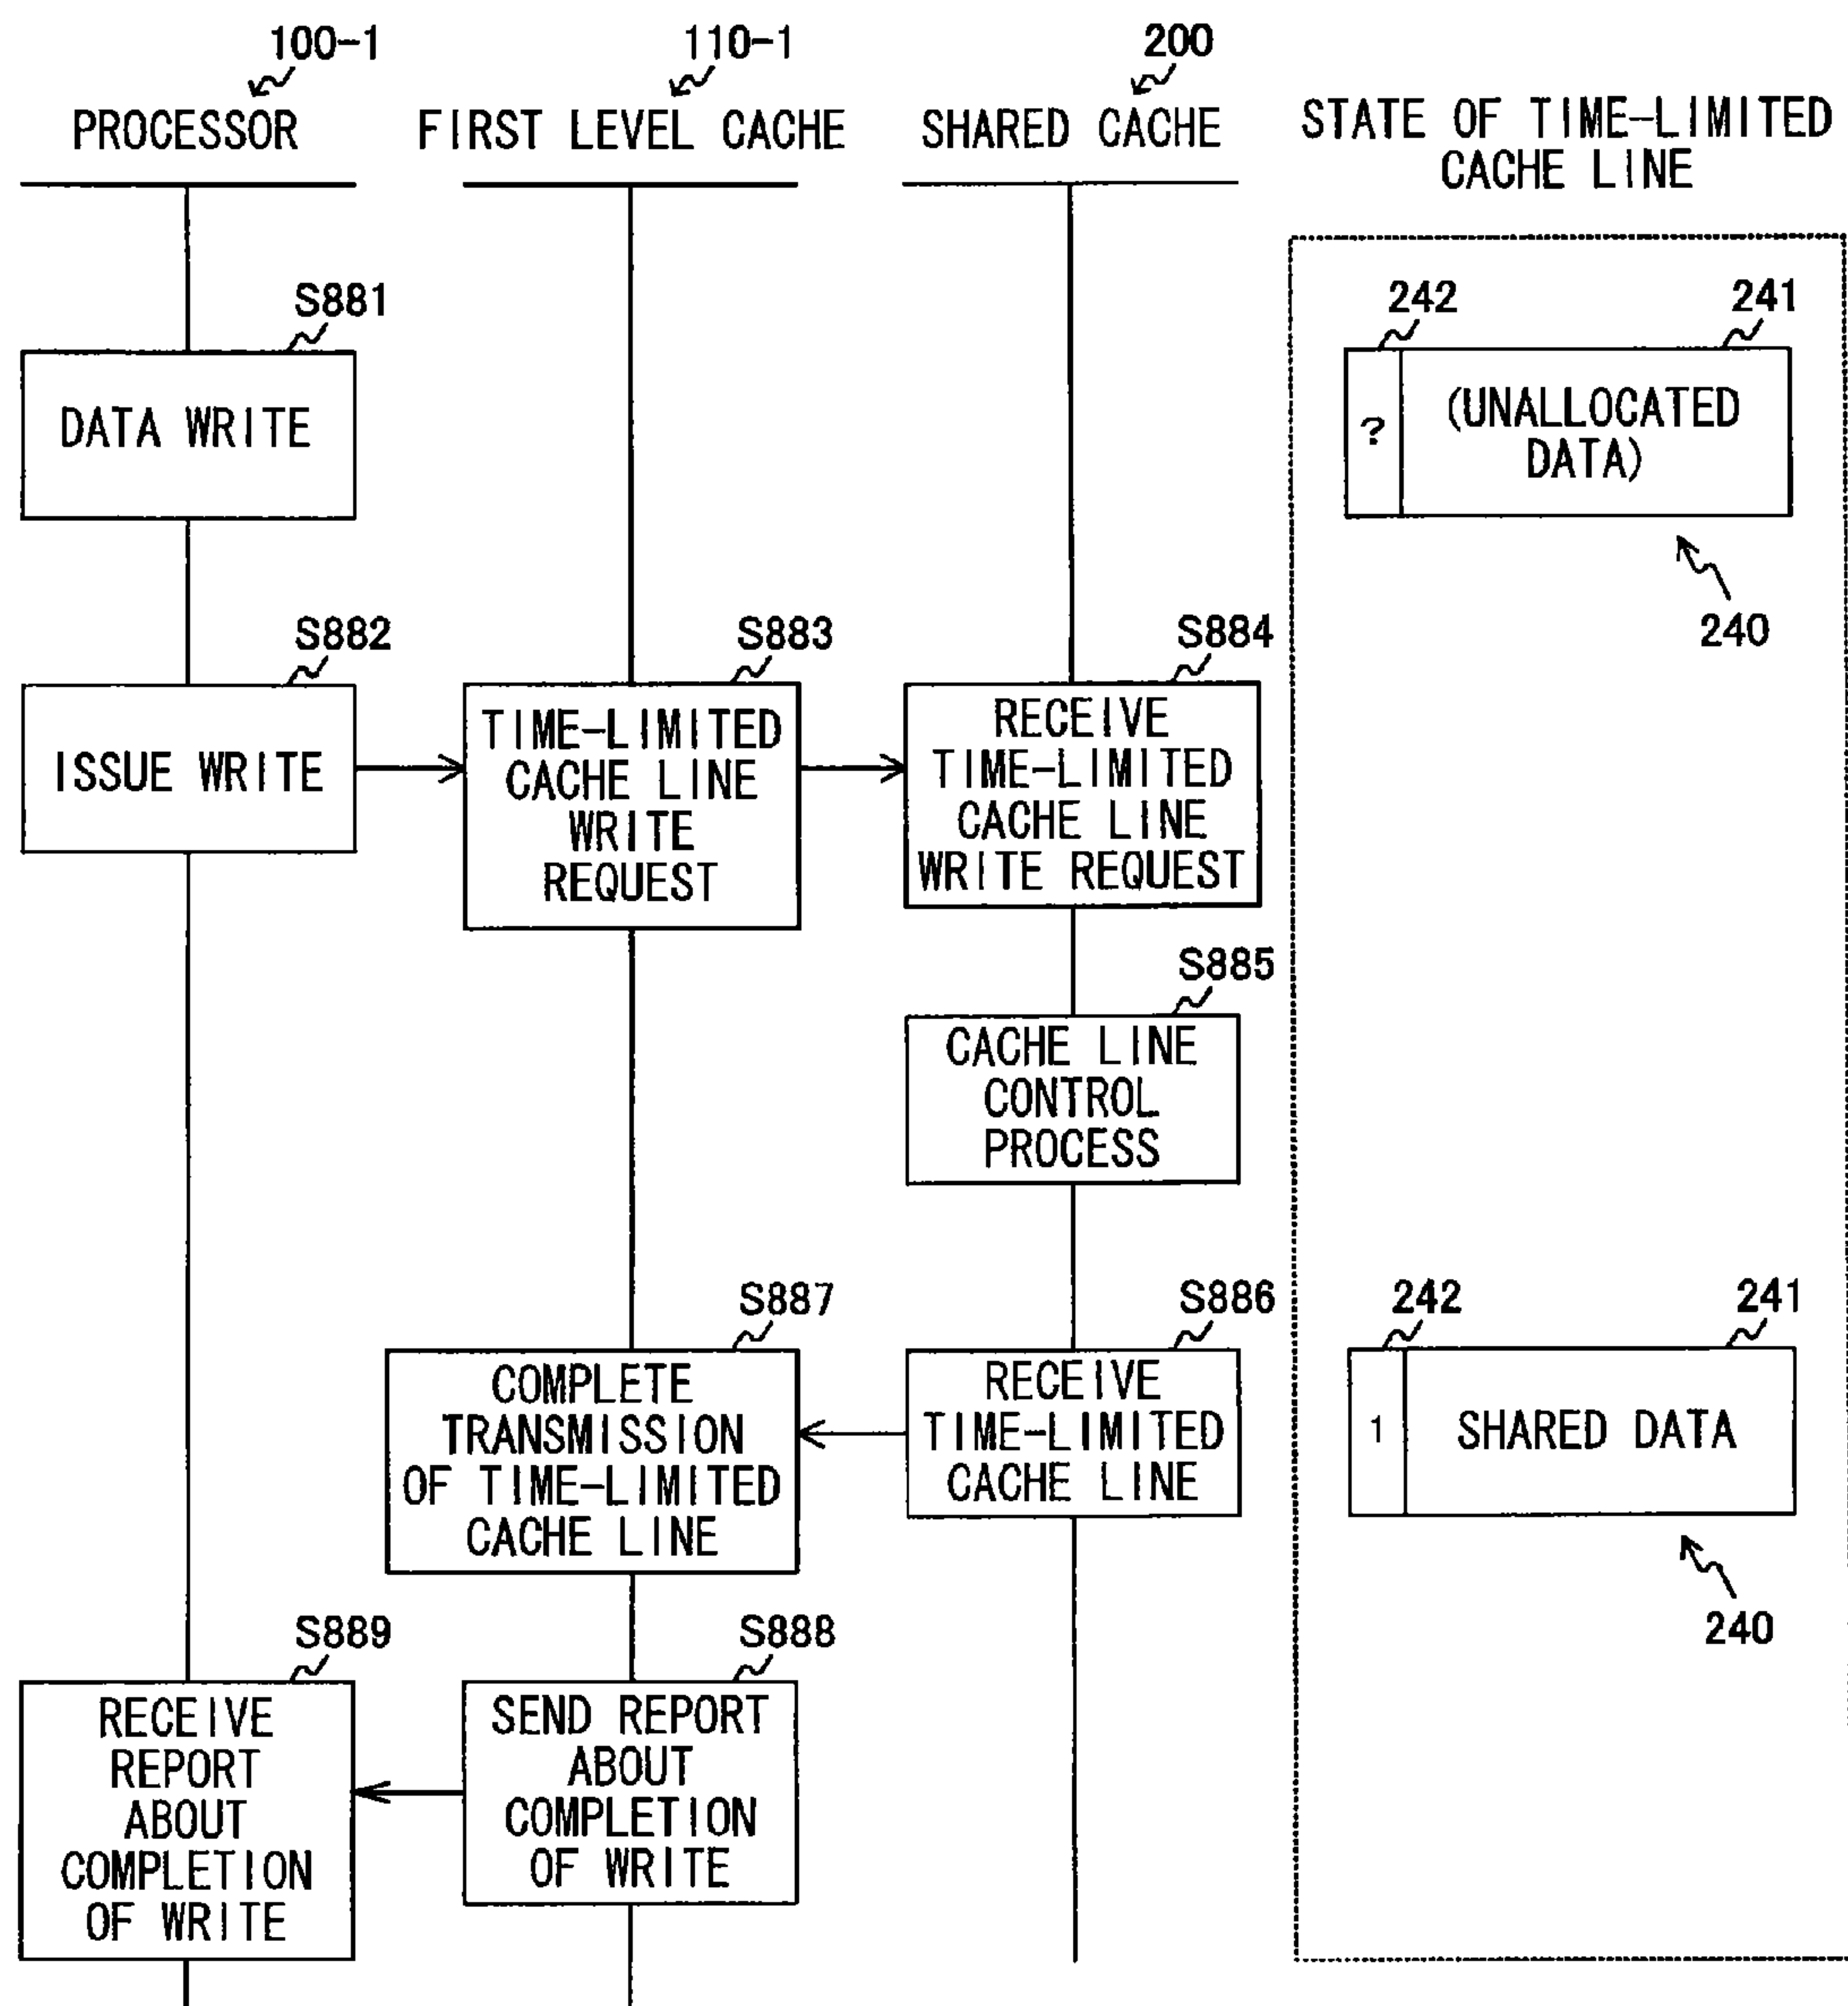 100-1
110-1
200
PROCESSOR
FIRST LEVEL CACHE
SHARED CACHE
STATE OF TIME-LIMITED
CACHE LINE
S881
DATA WRITE
242
241
?
(UNALLOCATED
DATA)
240
S882
ISSUE WRITE
S883
TIME-LIMITED
CACHE LINE
WRITE
REQUEST
S884
RECEIVE
TIME-LIMITED
CACHE LINE
WRITE REQUEST
S885
CACHE LINE
CONTROL
PROCESS
S887
COMPLETE
TRANSMISSION
OF TIME-LIMITED
CACHE LINE
S886
RECEIVE
TIME-LIMITED
CACHE LINE
242
241
1
SHARED DATA
240
S889
RECEIVE
REPORT
ABOUT
COMPLETION
OF WRITE
S888
SEND REPORT
ABOUT
COMPLETION
OF WRITE